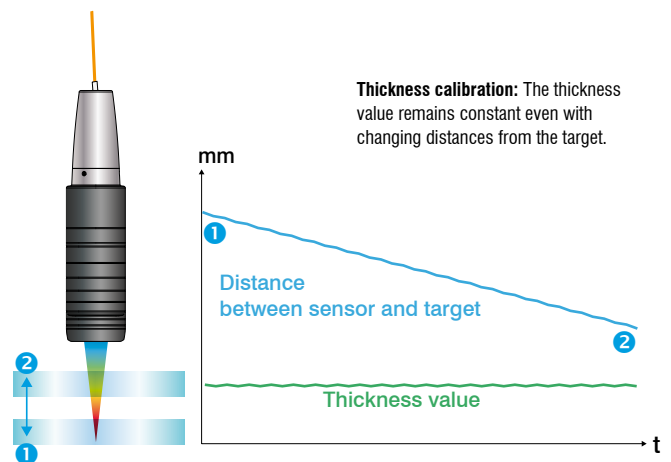 Thickness calibration: The thickness
value remains constant even with
changing distances from the target.
mm
1
Distance
between sensor and target
2
Thickness value
t
2
1